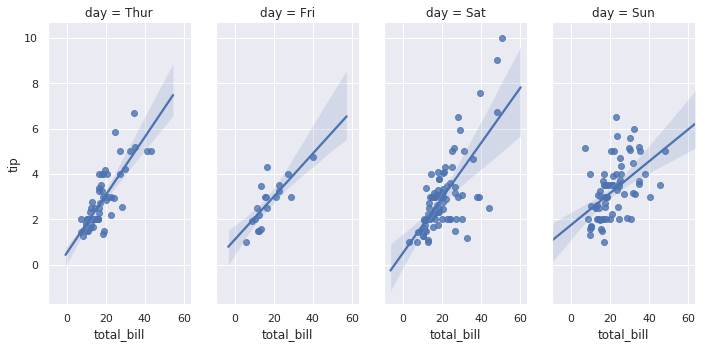 day = Thur
day = Fri
day = Sat
day = Sun
10
8
6
4
2
0
tip
0 20 40 60
0 20 40 60
0 20 40 60
0 20 40 60
total_bill
total_bill
total_bill
total_bill